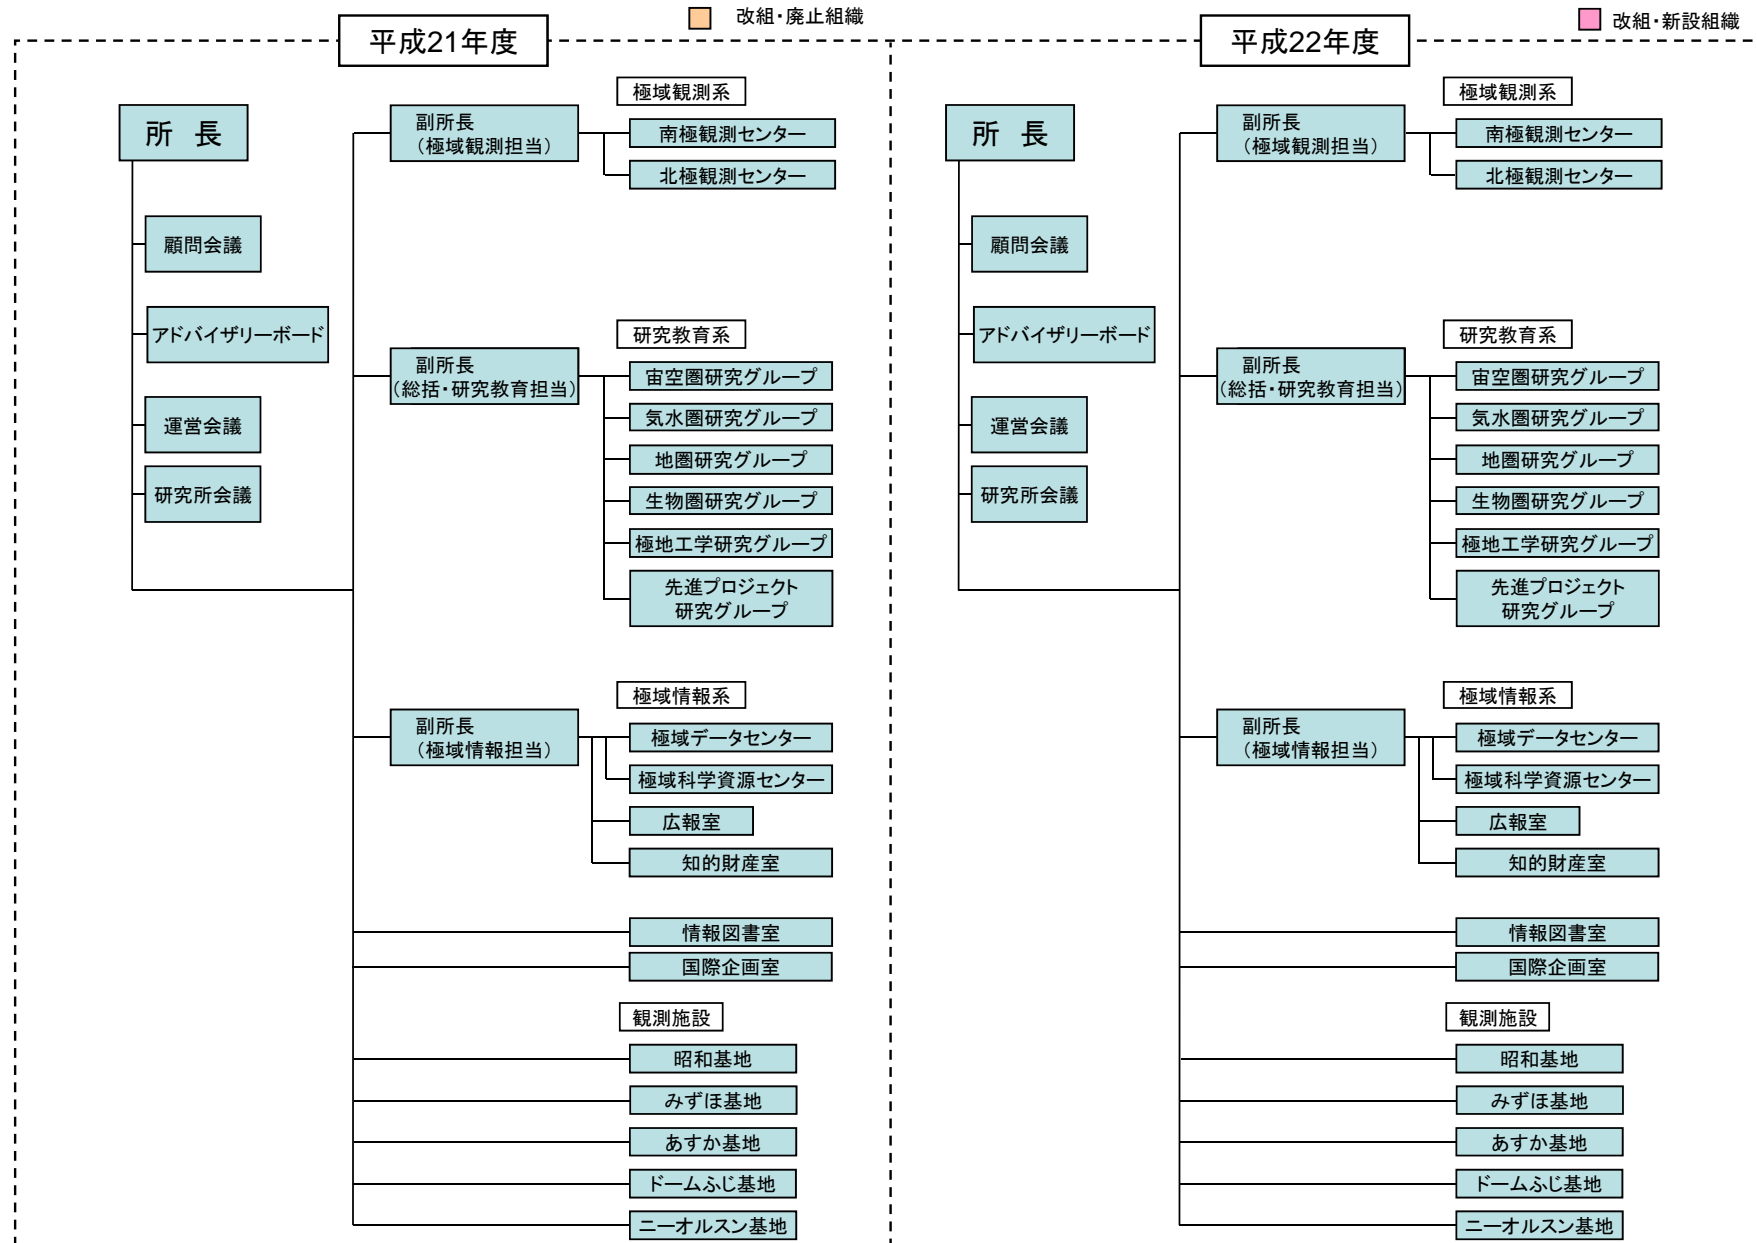 平成21年度
改組・廃止組織
所　長
顧問会議
アドバイザリーボード
運営会議
研究所会議
副所長
（極域観測担当）
極域観測系
南極観測センター
北極観測センター
副所長
（総括・研究教育担当）
研究教育系
宙空圏研究グループ
気水圏研究グループ
地圏研究グループ
生物圏研究グループ
極地工学研究グループ
先進プロジェクト
研究グループ
副所長
（極域情報担当）
極域情報系
極域データセンター
極域科学資源センター
広報室
知的財産室
情報図書室
国際企画室
観測施設
昭和基地
みずほ基地
あすか基地
ドームふじ基地
ニーオルスン基地
平成22年度
改組・新設組織
所　長
顧問会議
アドバイザリーボード
運営会議
研究所会議
副所長
（極域観測担当）
極域観測系
南極観測センター
北極観測センター
副所長
（総括・研究教育担当）
研究教育系
宙空圏研究グループ
気水圏研究グループ
地圏研究グループ
生物圏研究グループ
極地工学研究グループ
先進プロジェクト
研究グループ
副所長
（極域情報担当）
極域情報系
極域データセンター
極域科学資源センター
広報室
知的財産室
情報図書室
国際企画室
観測施設
昭和基地
みずほ基地
あすか基地
ドームふじ基地
ニーオルスン基地